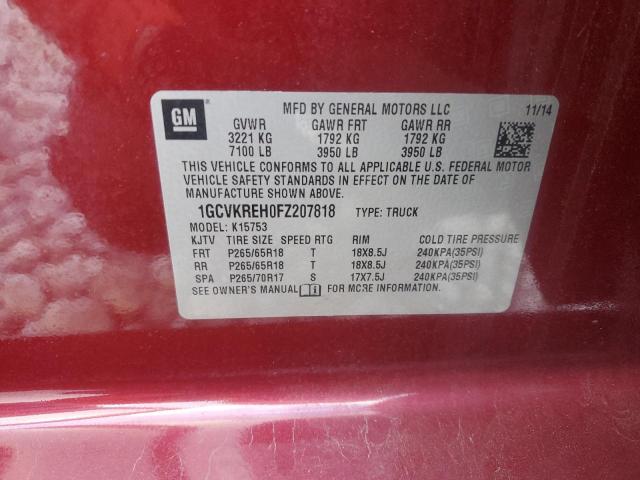 GM
MFD BY GENERAL MOTORS LLC 11/14
GVWR GAWR FRT GAWR RR
3221 KG 1792 KG 1792 KG
7100 LB 3950 LB 3950 LB
THIS VEHICLE CONFORMS TO ALL APPLICABLE U.S. FEDERAL MOTOR
VEHICLE SAFETY STANDARDS IN EFFECT ON THE DATE OF
MANUFACTURE SHOWN ABOVE.
1GCVKREH0FZ207818 TYPE: TRUCK
MODEL: K15753
KJTV TIRE SIZE SPEED RTG RIM COLD TIRE PRESSURE
FRT P265/65R18 T 18X8.5J 240KPA(35PSI)
RR P265/65R18 T 18X8.5J 240KPA(35PSI)
SPA P265/70R17 S 17X7.5J 240KPA(35PSI)
SEE OWNER'S MANUAL FOR MORE INFORMATION.